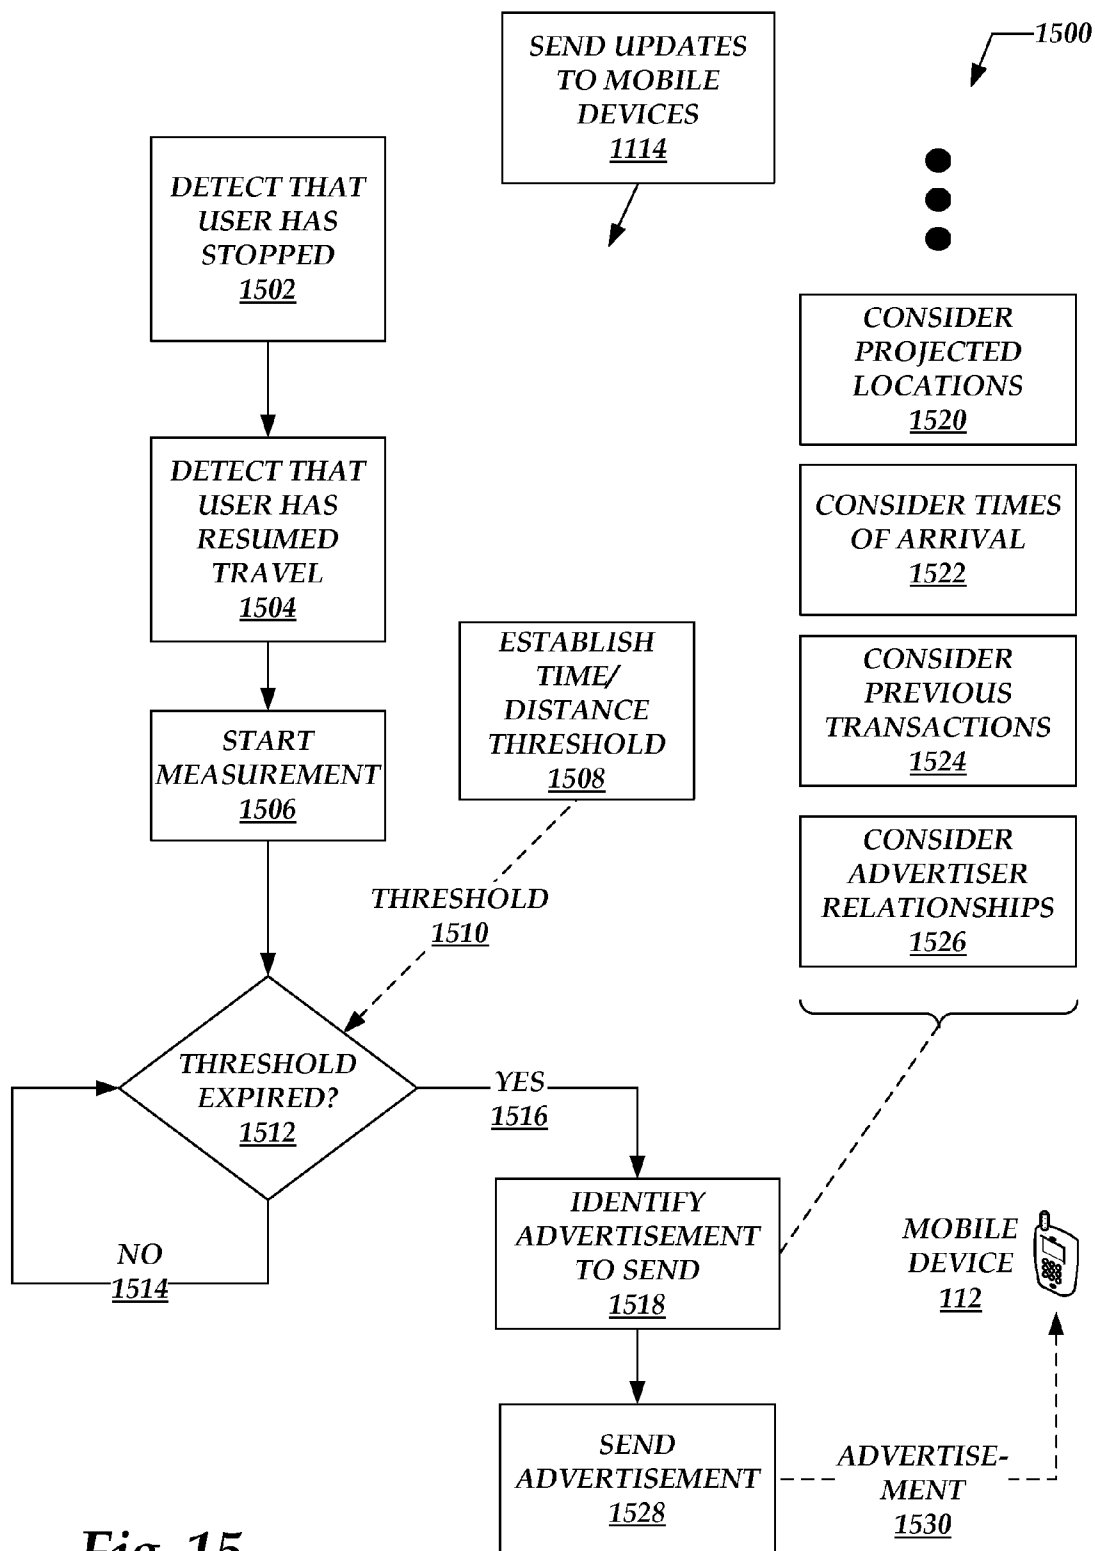 SEND UPDATES
TO MOBILE
DEVICES
1114
1500
DETECT THAT
USER HAS
STOPPED
1502
CONSIDER
PROJECTED
LOCATIONS
1520
DETECT THAT
USER HAS
RESUMED
TRAVEL
1504
CONSIDER TIMES
OF ARRIVAL
1522
ESTABLISH
TIME/
DISTANCE
THRESHOLD
1508
CONSIDER
PREVIOUS
TRANSACTIONS
1524
START
MEASUREMENT
1506
CONSIDER
ADVERTISER
RELATIONSHIPS
1526
THRESHOLD
1510
THRESHOLD
EXPIRED?
1512
YES
1516
NO
1514
IDENTIFY
ADVERTISEMENT
TO SEND
1518
MOBILE
DEVICE
112
SEND
ADVERTISEMENT
1528
ADVERTISE-
MENT
1530
Fig. 15